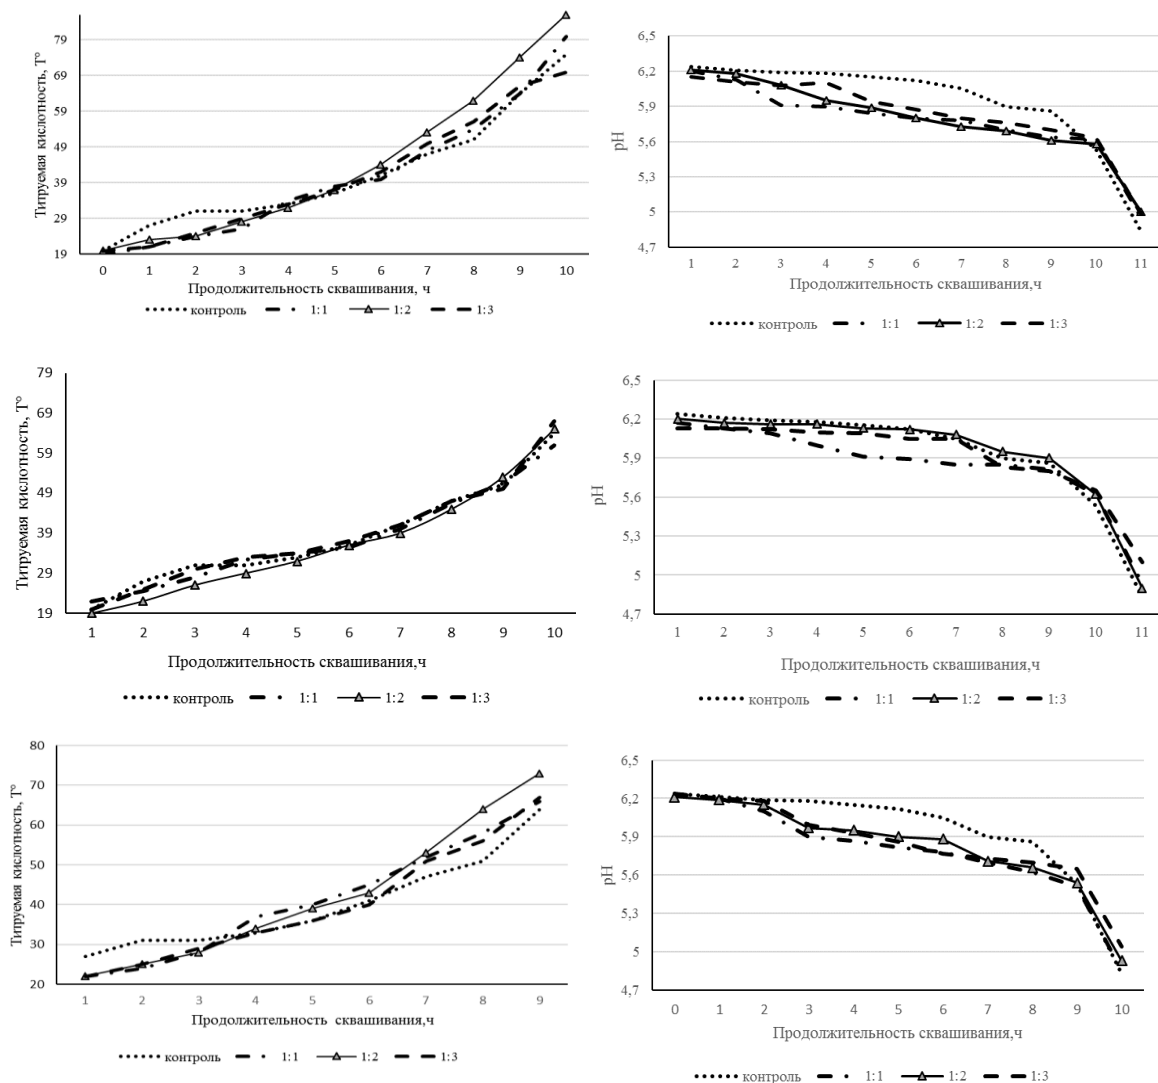 Титруемая кислотность, Т°
79
69
59
49
39
29
19
0 1 2 3 4 5 6 7 8 9 10
Продолжительность сквашивания, ч
контроль 1:1 1:2 1:3
pH
6,5
6,2
5,9
5,6
5,3
5
4,7
1 2 3 4 5 6 7 8 9 10 11
Продолжительность сквашивания,ч
контроль 1:1 1:2 1:3
Титруемая кислотность, Т°
79
69
59
49
39
29
19
1 2 3 4 5 6 7 8 9 10
Продолжительность сквашивания,ч
контроль 1:1 1:2 1:3
pH
6,5
6,2
5,9
5,6
5,3
5
4,7
1 2 3 4 5 6 7 8 9 10 11
Продолжительность сквашивания,ч
контроль 1:1 1:2 1:3
Титруемая кислотность, Т°
80
70
60
50
40
30
20
1 2 3 4 5 6 7 8 9
Продолжительность сквашивания,ч
контроль 1:1 1:2 1:3
pH
6,5
6,2
5,9
5,6
5,3
5
4,7
0 1 2 3 4 5 6 7 8 9 10
Продолжительность сквашивания,ч
контроль 1:1 1:2 1:3